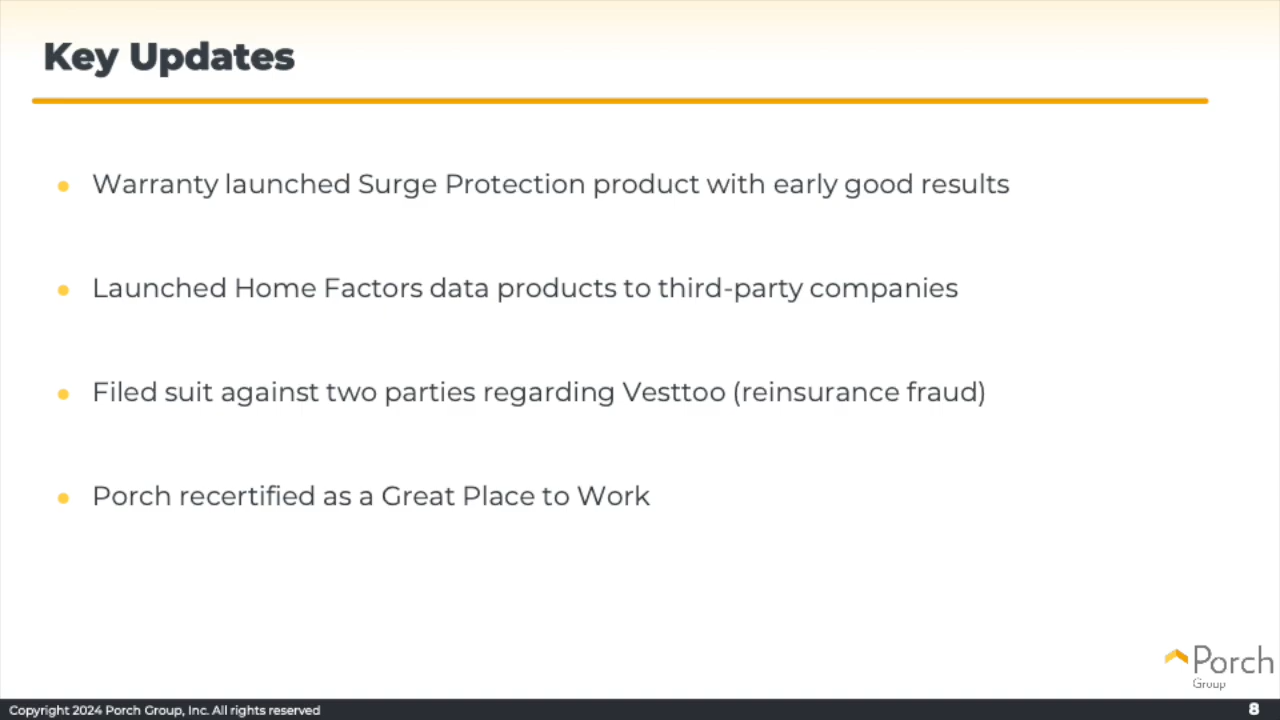 Key Updates
Warranty launched Surge Protection product with early good results
Launched Home Factors data products to third-party companies
Filed suit against two parties regarding Vesttoo (reinsurance fraud)
Porch recertified as a Great Place to Work
Porch
Group
Copyright 2024 Porch Group, Inc. All rights reserved
8